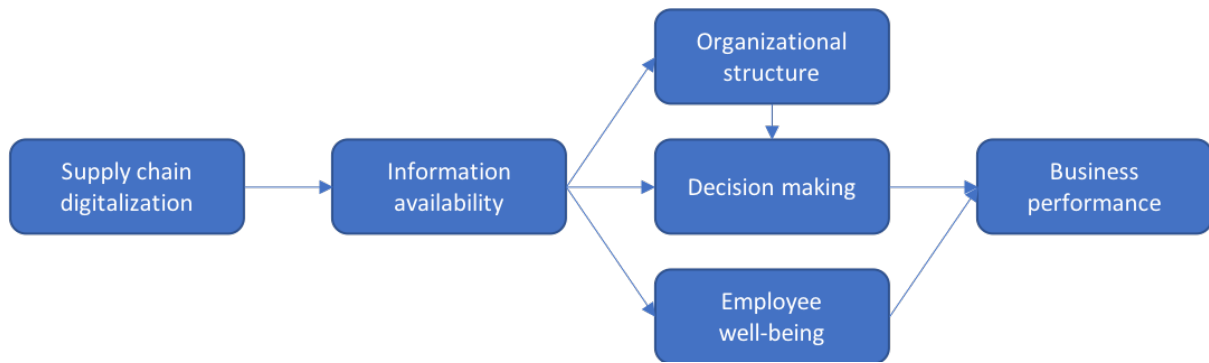 Organizational
structure
Supply chain
digitalization
Information
availability
Decision making
Business
performance
Employee
well-being